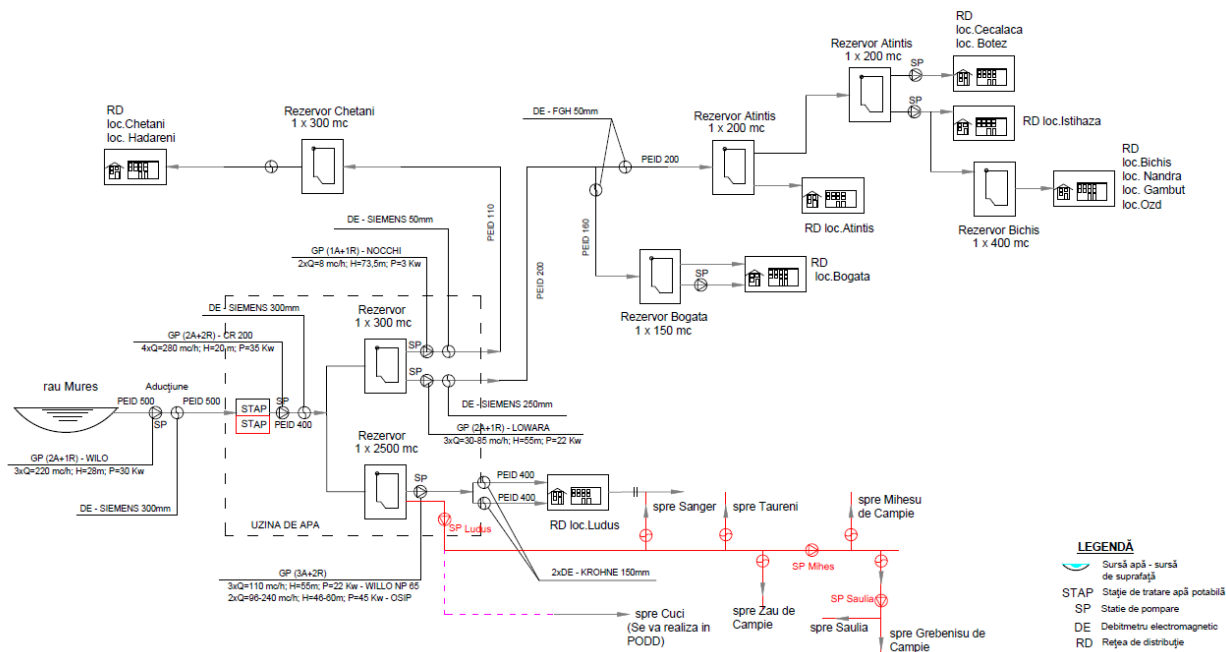 RD
loc.Cecalaca
loc. Botez
Rezervor Atintis
1 x 200 mc
SP
SP
RD loc.Istihaza
RD
loc.Chetani
loc. Hadareni
Rezervor Chetani
1 x 300 mc
DE - FGH 50mm
Rezervor Atintis
1 x 200 mc
PEID 200
RD
loc.Bichis
loc. Nandra
loc. Gambut
loc.Ozd
RD loc.Atintis
Rezervor Bichis
1 x 400 mc
PEID 110
PEID 160
PEID 200
DE - SIEMENS 50mm
GP (1A+1R) - NOCCHI
2xQ=8 mc/h; H=73,5m; P=3 Kw
SP
RD
loc.Bogata
Rezervor Bogata
1 x 150 mc
DE - SIEMENS 300mm
Rezervor
1 x 300 mc
GP (2A+2R) - CR 200
4xQ=280 mc/h; H=20 m; P=35 Kw
SP
SP
rau Mures
Aducţiune
PEID 500
PEID 500
SP
STAP
STAP
SP
PEID 400
DE - SIEMENS 250mm
GP (2A+1R) - LOWARA
3xQ=30-85 mc/h; H=55m; P=22 Kw
Rezervor
1 x 2500 mc
GP (2A+1R) - WILO
3xQ=220 mc/h; H=28m; P=30 Kw
SP
PEID 400
PEID 400
DE - SIEMENS 300mm
UZINA DE APA
SP Ludus
RD loc.Ludus
spre Sanger
spre Taureni
spre Mihesu
de Campie
SP Mihes
GP (3A+2R)
3xQ=110 mc/h; H=55m; P=22 Kw - WILLO NP 65
2xQ=96-240 mc/h; H=46-60m; P=45 Kw - OSIP
2xDE - KROHNE 150mm
spre Cuci
(Se va realiza in
PODD)
spre Zau de
Campie
SP Saulia
spre Saulia
spre Grebenisu de
Campie
LEGENDĂ
Sursă apă - sursă
de suprafaţă
STAP Staţie de tratare apă potabilă
SP Statie de pompare
DE Debitmetru electromagnetic
RD Reţea de distribuţie